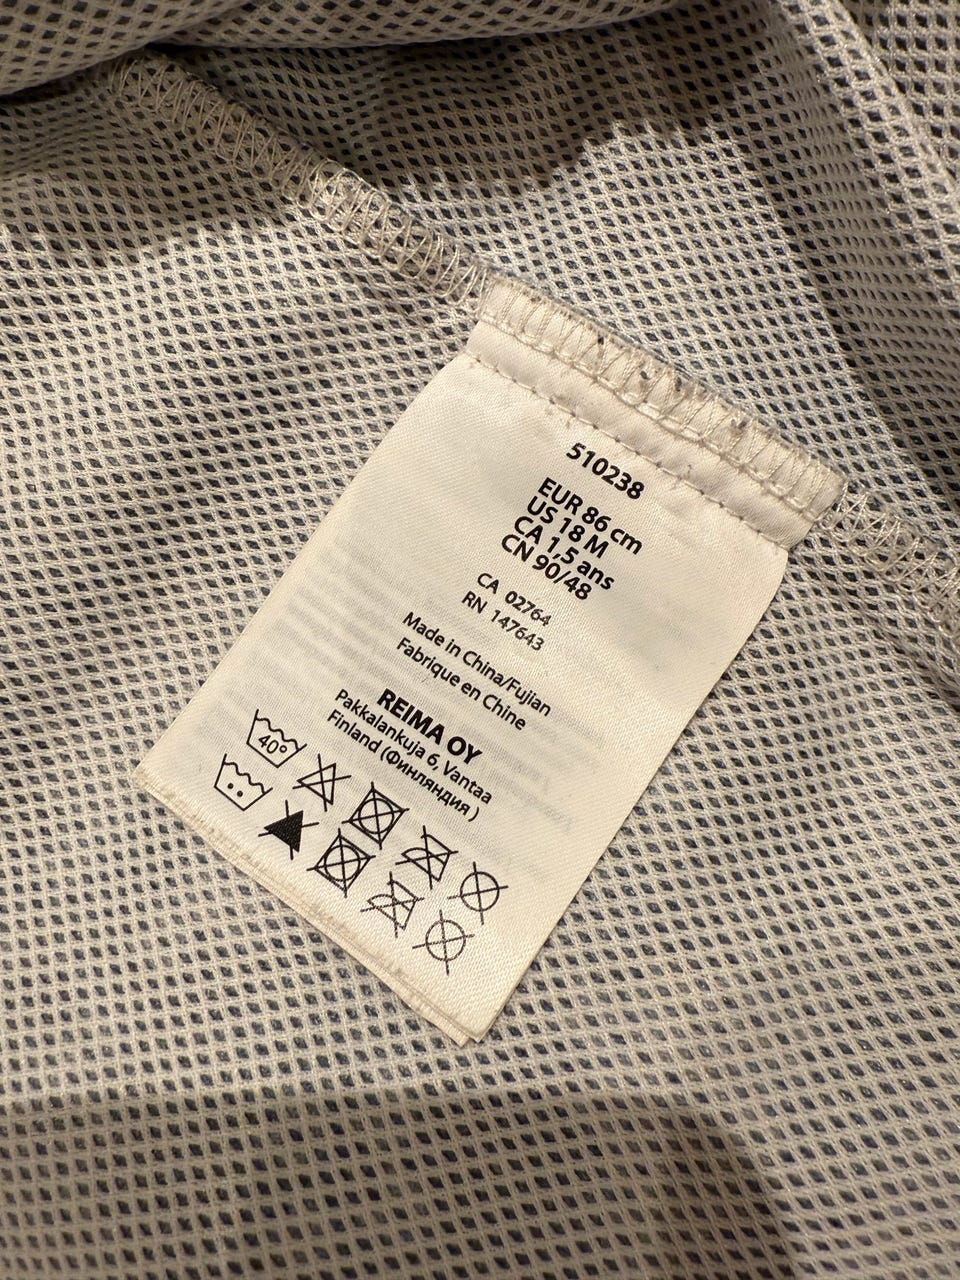 510238
EUR 86 cm
US 18 M
CA 1,5 ans
CN 90/48
CA 02764
RN 147643
Made in China/Fujian
Fabrique en Chine
REIMA OY
Pakkalankuja 6, Vantaa
Finland (Финляндия)
40°